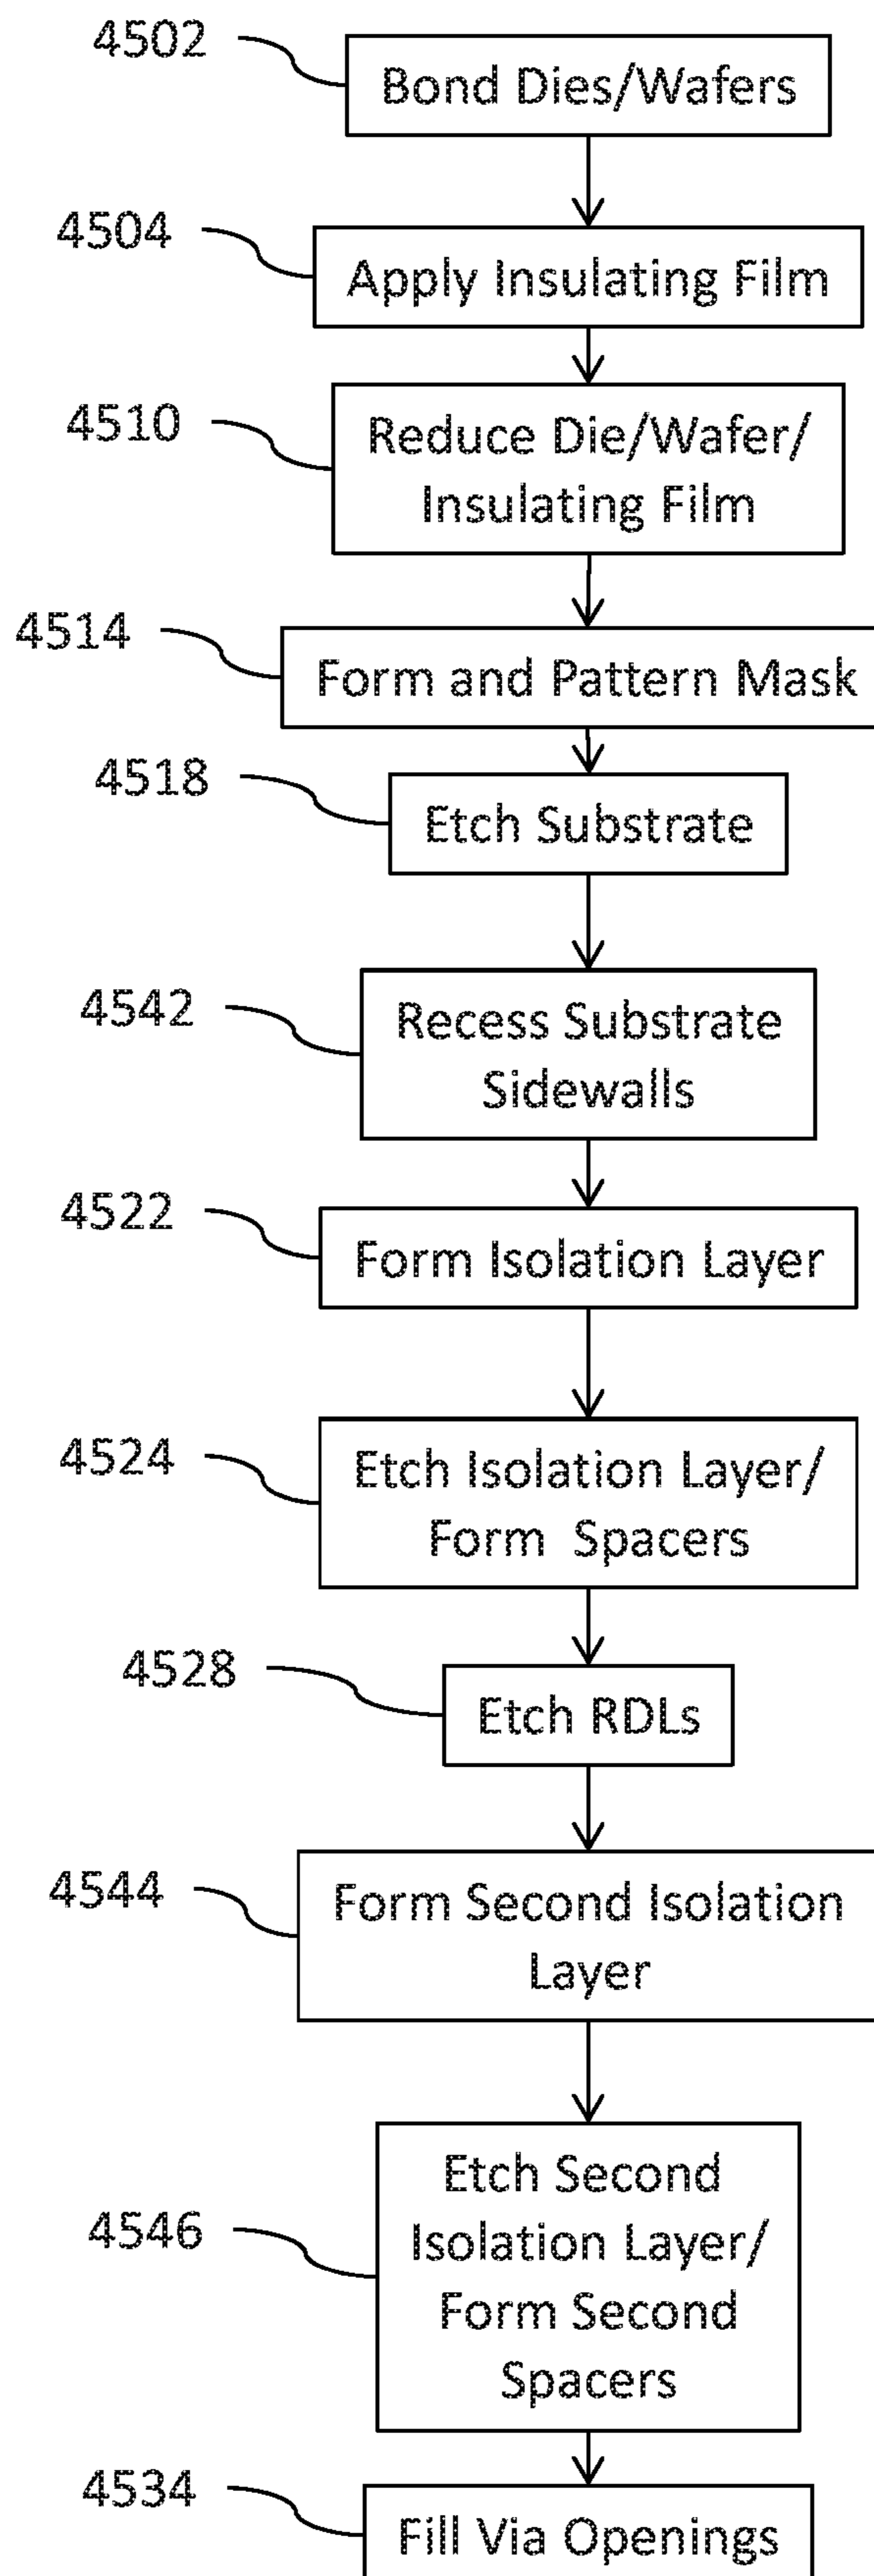 4502
Bond Dies/Wafers
4504
Apply Insulating Film
4510
Reduce Die/Wafer/
Insulating Film
4514
Form and Pattern Mask
4518
Etch Substrate
4542
Recess Substrate
Sidewalls
4522
Form Isolation Layer
4524
Etch Isolation Layer/
Form Spacers
4528
Etch RDLs
4544
Form Second Isolation
Layer
4546
Etch Second
Isolation Layer/
Form Second
Spacers
4534
Fill Via Openings